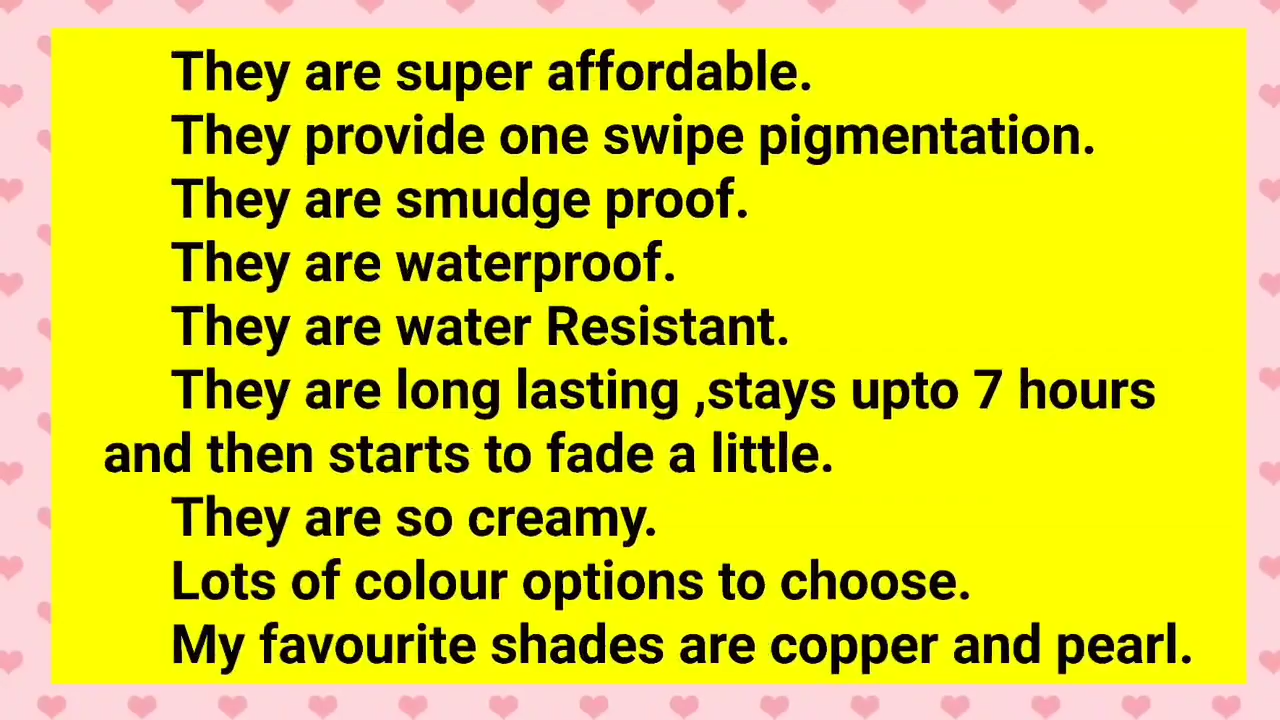 They are super affordable.
They provide one swipe pigmentation.
They are smudge proof.
They are waterproof.
They are water Resistant.
They are long lasting ,stays upto 7 hours
and then starts to fade a little.
They are so creamy.
Lots of colour options to choose.
My favourite shades are copper and pearl.